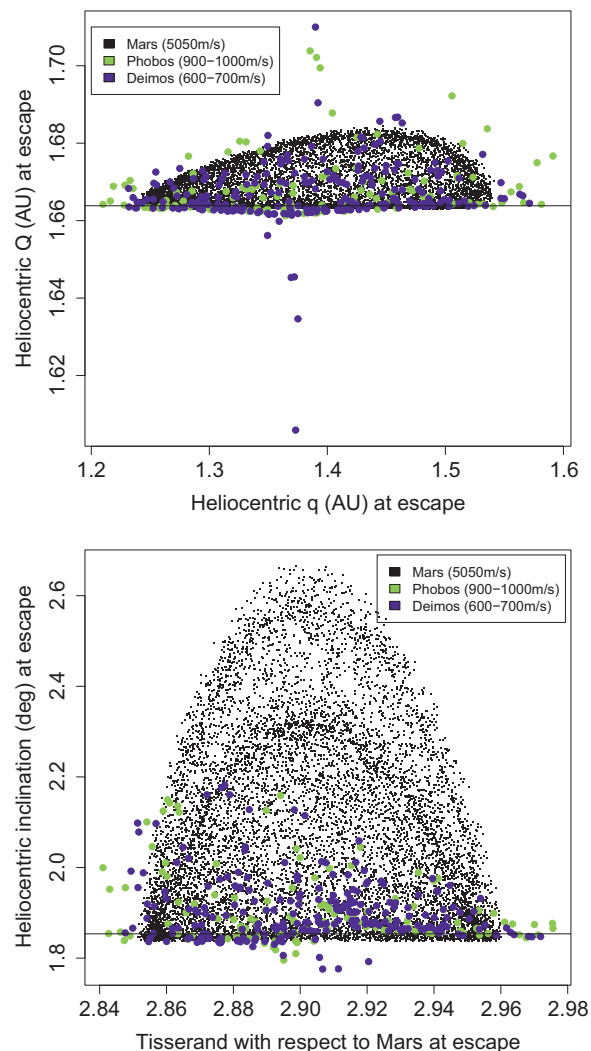 Mars (5050m/s)
Phobos (900−1000m/s)
Deimos (600−700m/s)
1.70
1.68
1.66
1.64
1.62
Heliocentric Q (AU) at escape
1.2 1.3 1.4 1.5 1.6
Heliocentric q (AU) at escape
Mars (5050m/s)
Phobos (900−1000m/s)
Deimos (600−700m/s)
2.6
2.4
2.2
2.0
1.8
Heliocentric inclination (deg) at escape
2.84 2.86 2.88 2.90 2.92 2.94 2.96 2.98
Tisserand with respect to Mars at escape